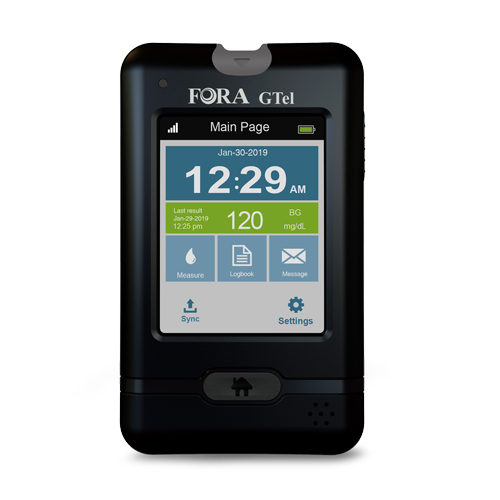 FORA GTel
Main Page
Jan-30-2019
12:29 AM
Last result
Jan-29-2019
12:25 pm
120
BG
mg/dL
Measure
Logbook
Message
Sync
Settings